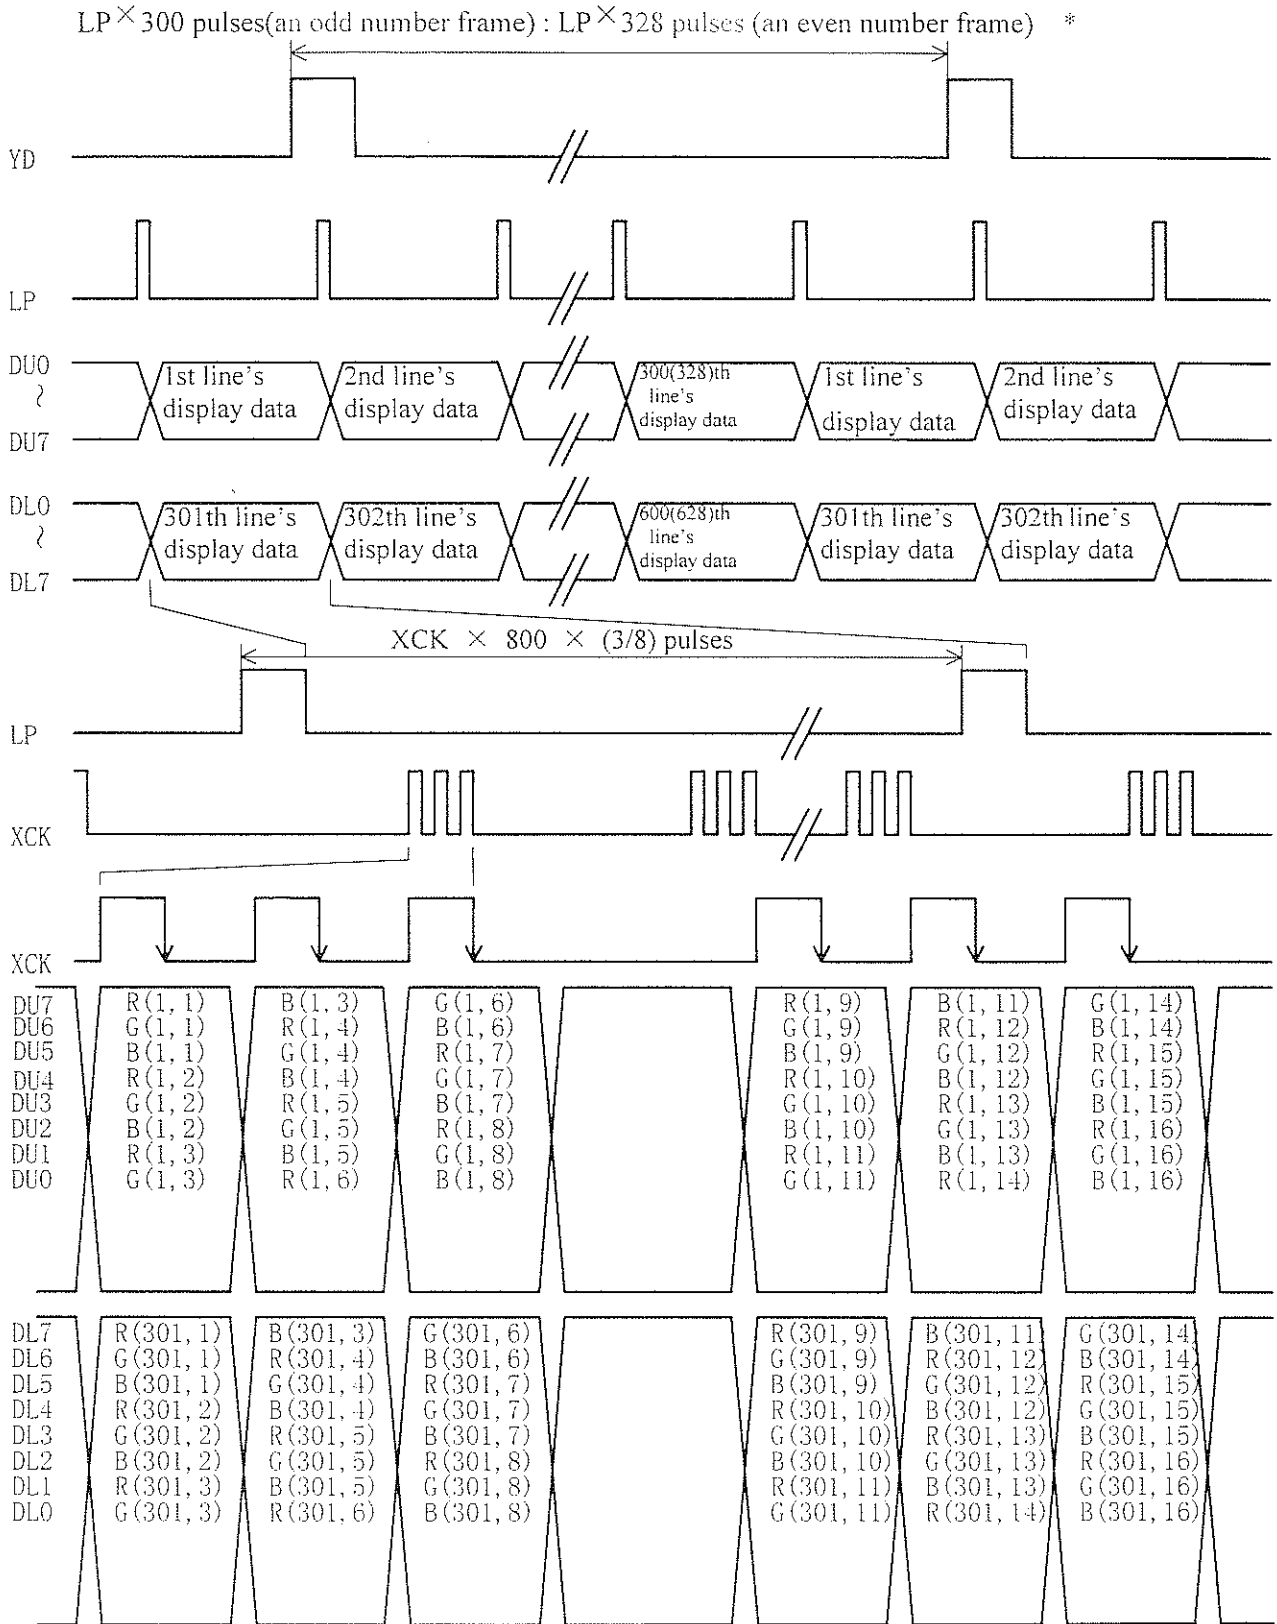 LP × 300 pulses(an odd number frame) : LP × 328 pulses (an even number frame) *
YD
LP
DU0
~
DU7
1st line's
display data
2nd line's
display data
300(328)th
line's
display data
1st line's
display data
2nd line's
display data
DL0
~
DL7
301th line's
display data
302th line's
display data
600(628)th
line's
display data
301th line's
display data
302th line's
display data
XCK × 800 × (3/8) pulses
LP
XCK
XCK
DU7 R(1, 1) B(1, 3) G(1, 6) R(1, 9) B(1, 11) G(1, 14)
DU6 G(1, 1) R(1, 4) B(1, 6) G(1, 9) R(1, 12) B(1, 14)
DU5 B(1, 1) G(1, 4) R(1, 7) B(1, 9) G(1, 12) R(1, 15)
DU4 R(1, 2) B(1, 4) G(1, 7) R(1, 10) B(1, 12) G(1, 15)
DU3 G(1, 2) R(1, 5) B(1, 7) G(1, 10) R(1, 13) B(1, 15)
DU2 B(1, 2) G(1, 5) R(1, 8) B(1, 10) G(1, 13) R(1, 16)
DU1 R(1, 3) B(1, 5) G(1, 8) R(1, 11) B(1, 13) G(1, 16)
DU0 G(1, 3) R(1, 6) B(1, 8) G(1, 11) R(1, 14) B(1, 16)
DL7 R(301, 1) B(301, 3) G(301, 6) R(301, 9) B(301, 11) G(301, 14)
DL6 G(301, 1) R(301, 4) B(301, 6) G(301, 9) R(301, 12) B(301, 14)
DL5 B(301, 1) G(301, 4) R(301, 7) B(301, 9) G(301, 12) R(301, 15)
DL4 R(301, 2) B(301, 4) G(301, 7) R(301, 10) B(301, 12) G(301, 15)
DL3 G(301, 2) R(301, 5) B(301, 7) G(301, 10) R(301, 13) B(301, 15)
DL2 B(301, 2) G(301, 5) R(301, 8) B(301, 10) G(301, 13) R(301, 16)
DL1 R(301, 3) B(301, 5) G(301, 8) R(301, 11) B(301, 13) G(301, 16)
DL0 G(301, 3) R(301, 6) B(301, 8) G(301, 11) R(301, 14) B(301, 16)